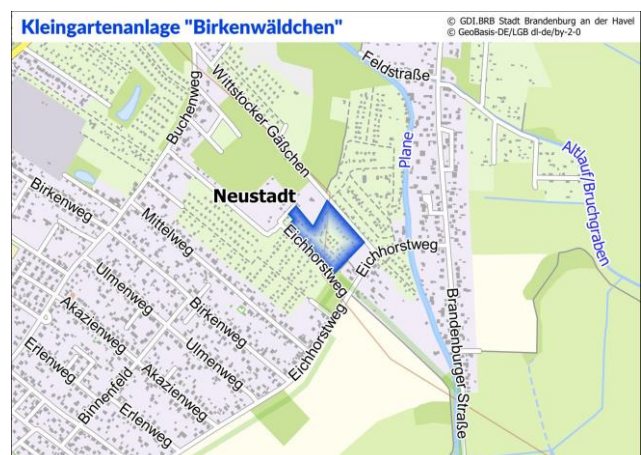 Kleingartenanlage "Birkenwäldchen"
© GDI.BRB Stadt Brandenburg an der Havel
© GeoBasis-DE/LGB dl-de/by-2-0
Feldstraße
Wittstocker Gäßchen
Buchenweg
Plane
Altlauf/Bruchgraben
Neustadt
Birkenweg
Mittelweg
Eichhorstweg
Eichhorstweg
Ulmenweg
Birkenweg
Akazienweg
Ulmenweg
Eichhorstweg
Brandenburger Straße
Erlenweg
Akazienweg
Binnenfeld
Erlenweg